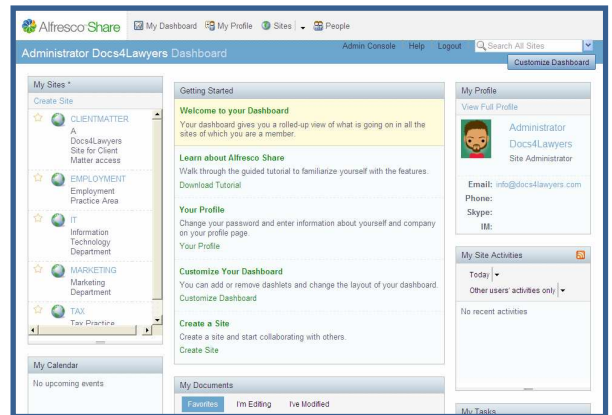 Alfresco Share My Dashboard My Profile Sites People
Administrator Docs4Lawyers Dashboard
Admin Console Help Logout Search All Sites
Customize Dashboard
My Sites *
Create Site
CLIENTMATTER
A
Docs4Lawyers
Site for Client
Matter access
EMPLOYMENT
Employment
Practice Area
IT
Information
Technology
Department
MARKETING
Marketing
Department
TAX
Tax Practice
My Calendar
No upcoming events
Getting Started
Welcome to your Dashboard
Your dashboard gives you a rolled-up view of what is going on in all the
sites of which you are a member.
Learn about Alfresco Share
Walk through the guided tutorial to familiarize yourself with the features.
Download Tutorial
Your Profile
Change your password and enter information about yourself and company
on your profile page.
Your Profile
Customize Your Dashboard
You can add or remove dashlets and change the layout of your dashboard.
Customize Dashboard
Create a Site
Create a site and start collaborating with others.
Create Site
My Documents
Favorites I'm Editing I've Modified
My Profile
View Full Profile
Administrator
Docs4Lawyers
Site Administrator
Email: info@docs4lawyers.com
Phone:
Skype:
IM:
My Site Activities
Today
Other users' activities only
No recent activities
My Tasks